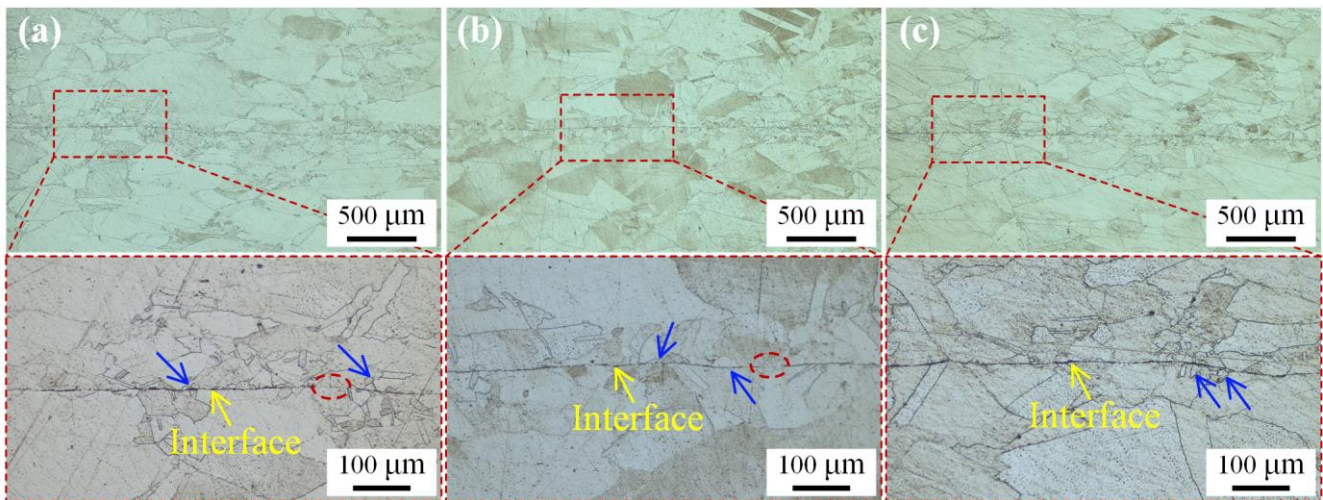 (a)
(b)
(c)
500 μm
500 μm
500 μm
Interface
Interface
Interface
100 μm
100 μm
100 μm